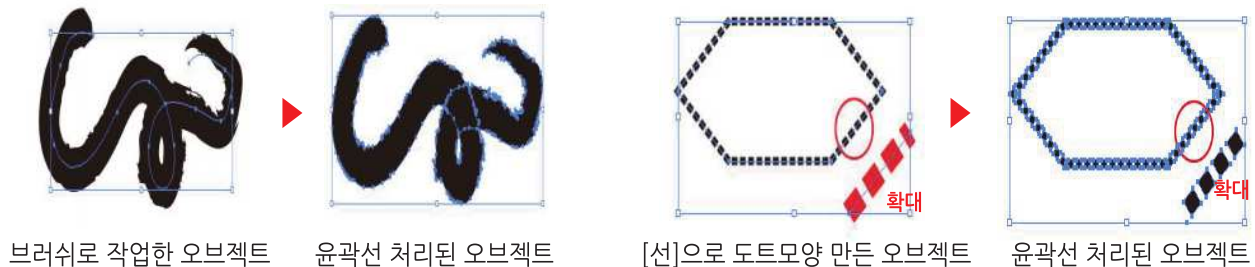 확대
확대
브러쉬로 작업한 오브젝트
윤곽선 처리된 오브젝트
[선]으로 도트모양 만든 오브젝트
윤곽선 처리된 오브젝트